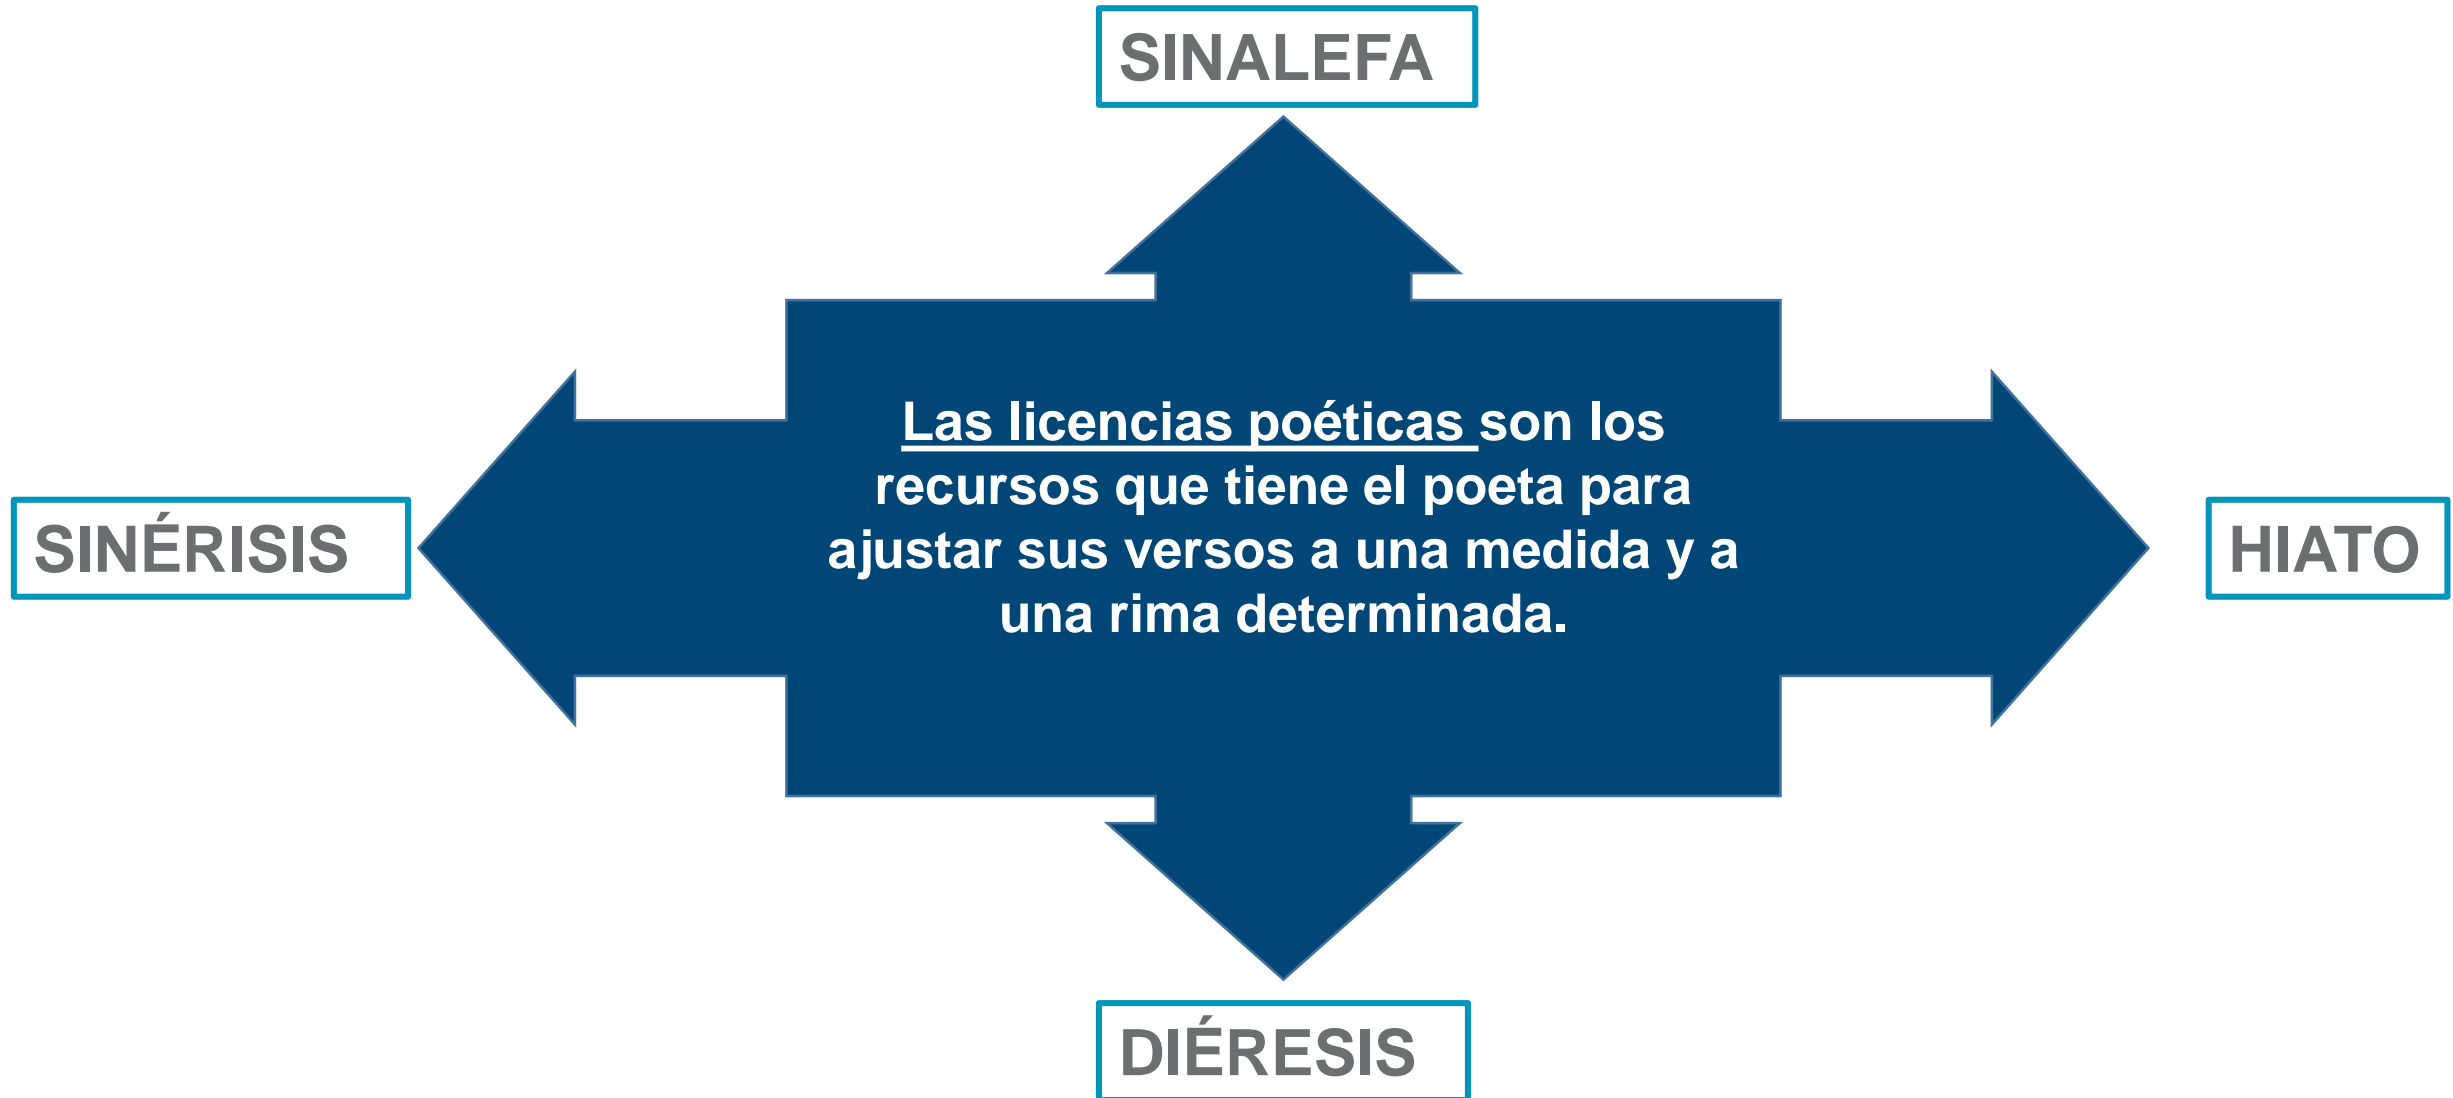 SINALEFA
Las licencias poéticas son los
recursos que tiene el poeta para
ajustar sus versos a una medida y a
una rima determinada.
SINÉRISIS
HIATO
DIÉRESIS